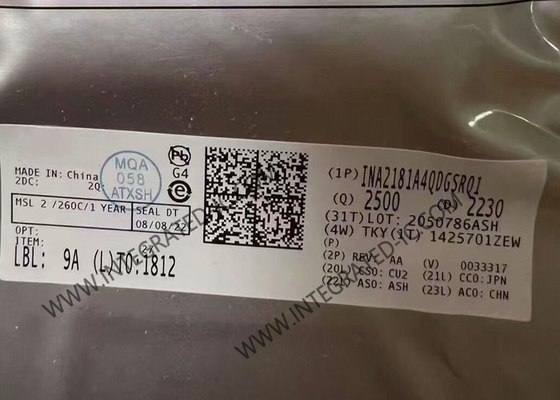 MADE IN: China
2DC:
2Q:
MQA
058
ATXSH
Pb
G4
e
MSL 2 /260C/1 YEAR
SEAL DT
08/08/22
OPT:
ITEM:
LBL: 9A (L)TO:1812
(1P) INA2181A4QDGSRQ1
(Q) 2500 (D) 2230
(31T) LOT: 2050786ASH
(4W) TKY(1T) 1425701ZEW
(P)
(2P) REV: AA (V) 0033317
(20L) CSO: CU2 (21L) CCO:JPN
(22L) ASO: ASH (23L) ACO: CHN
WWW.INTEGRATED-IC.COM
WWW.INTEGRATED-IC.COM